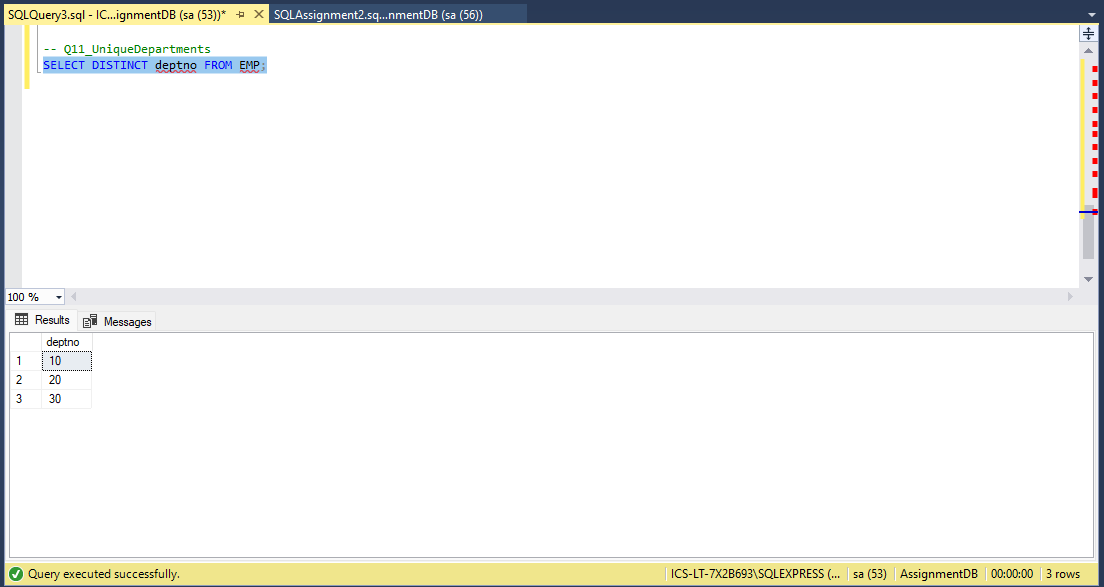 SQLQuery3.sql - IC...ignmentDB (sa (53))* SQLAssignment2.sq...nmentDB (sa (56))
-- Q11_UniqueDepartments
SELECT DISTINCT deptno FROM EMP;
100 %
Results Messages
deptno
1 10
2 20
3 30
Query executed successfully. ICS-LT-7X2B693\SQLEXPRESS (... sa (53) AssignmentDB 00:00:00 3 rows